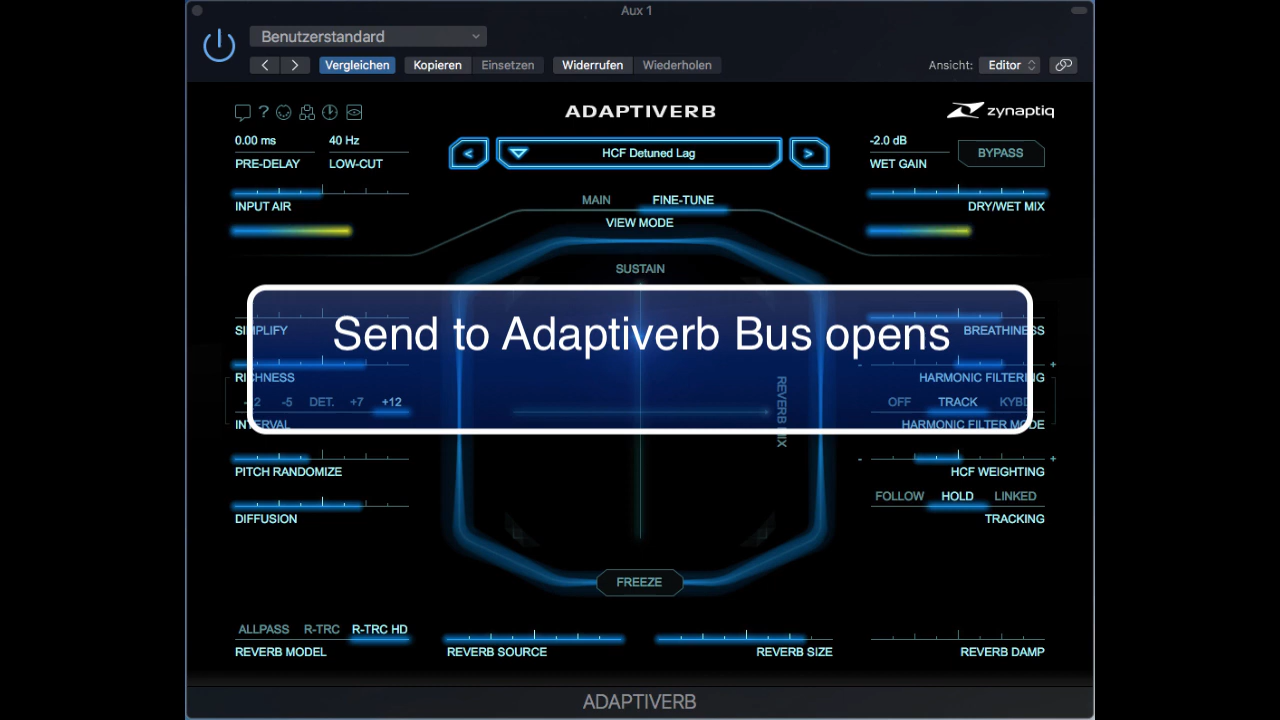 Aux 1
Benutzerstandard
< > Vergleichen Kopieren Einsetzen Widerrufen Wiederholen Ansicht: Editor
? ADAPTIVERB zynaptiq
0.00 ms 40 Hz -2.0 dB
PRE-DELAY LOW-CUT < HCF Detuned Lag > WET GAIN BYPASS
MAIN FINE-TUNE
INPUT AIR DRY/WET MIX
VIEW MODE
SUSTAIN
SIMPLIFY BREATHINESS
Send to Adaptiverb Bus opens
RICHNESS - + HARMONIC FILTERING
-5 DET. +7 +12 OFF TRACK KYBD
INTERVAL REVERB MIX HARMONIC FILTER MODE
PITCH RANDOMIZE - + HCF WEIGHTING
FOLLOW HOLD LINKED
DIFFUSION TRACKING
FREEZE
ALLPASS R-TRC R-TRC HD
REVERB MODEL REVERB SOURCE REVERB SIZE REVERB DAMP
ADAPTIVERB